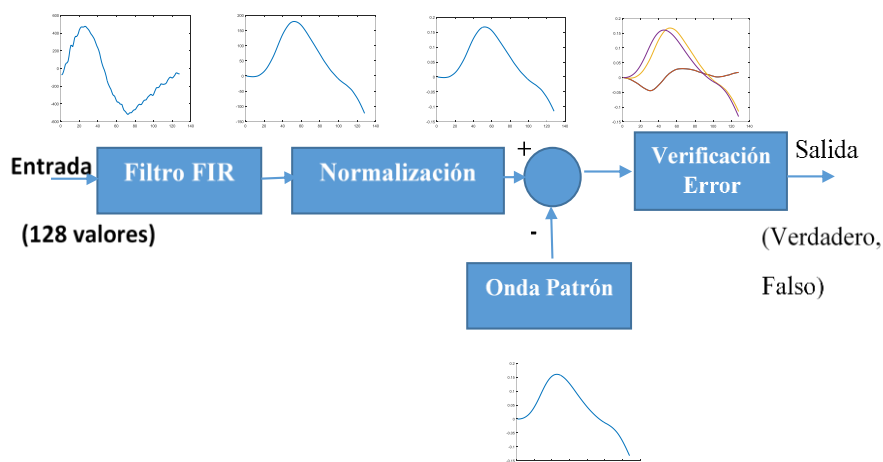 Entrada
(128 valores)
Filtro FIR
Normalización
+
-
Onda Patrón
Verificación
Error
Salida
(Verdadero,
Falso)